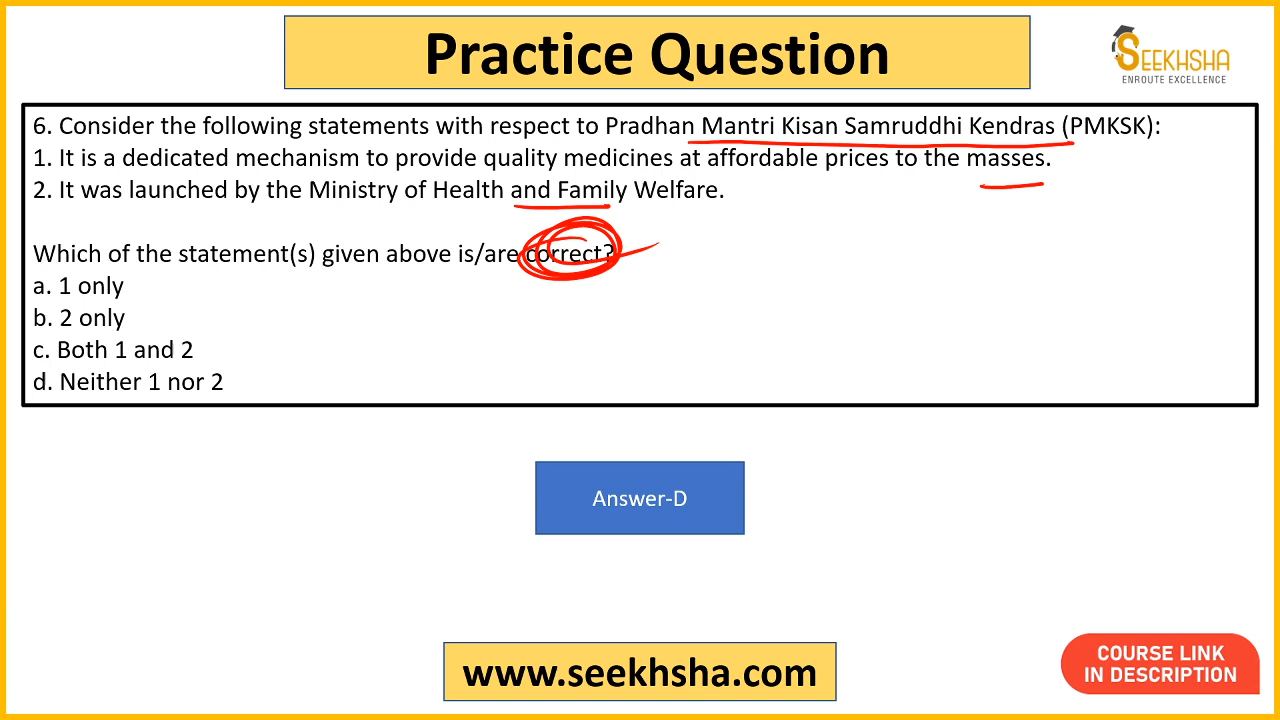 Practice Question
SEEKHSHA
ENROUTE EXCELLENCE
6. Consider the following statements with respect to Pradhan Mantri Kisan Samruddhi Kendras (PMKSK):
1. It is a dedicated mechanism to provide quality medicines at affordable prices to the masses.
2. It was launched by the Ministry of Health and Family Welfare.
Which of the statement(s) given above is/are correct?
a. 1 only
b. 2 only
c. Both 1 and 2
d. Neither 1 nor 2
Answer-D
www.seekhsha.com
COURSE LINK
IN DESCRIPTION